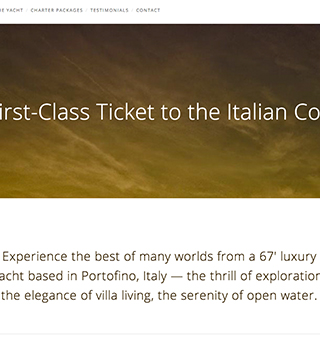 YACHT / CHARTER PACKAGES / TESTIMONIALS / CONTACT
irst-Class Ticket to the Italian Co
Experience the best of many worlds from a 67' luxury
acht based in Portofino, Italy — the thrill of exploration
the elegance of villa living, the serenity of open water.